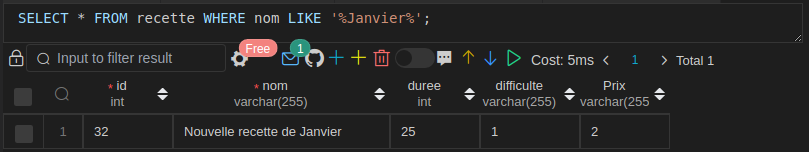 SELECT * FROM recette WHERE nom LIKE '%Janvier%';
Input to filter result Free 1 Cost: 5ms 1 Total 1
* id * nom duree difficulte Prix
int varchar(255) int varchar(255) varchar(255
1 32 Nouvelle recette de Janvier 25 1 2